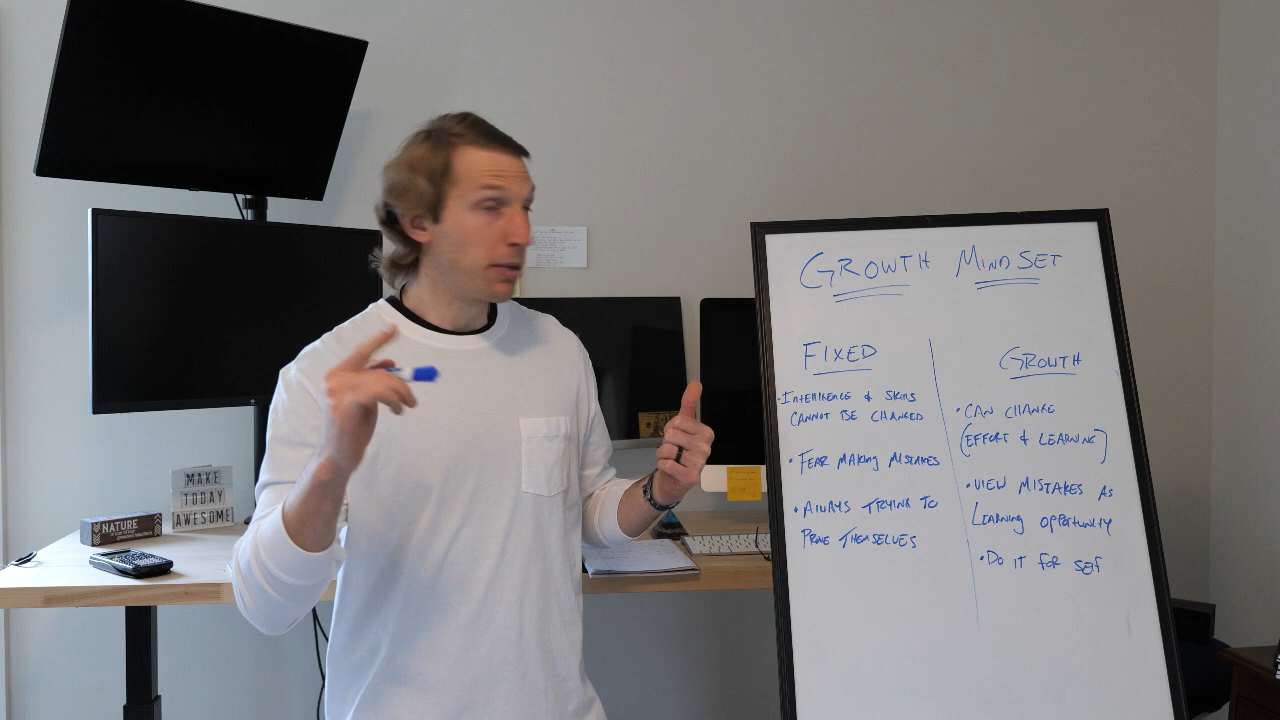 GROWTH MINDSET
FIXED
• INTELLIGENCE & SKILLS
CANNOT BE CHANGED
• FEAR MAKING MISTAKES
• ALWAYS TRYING TO
PROVE THEMSELVES
GROWTH
• CAN CHANGE
(EFFORT & LEARNING)
• VIEW MISTAKES AS
LEARNING OPPORTUNITY
• DO IT FOR SELF
MAKE
TODAY
AWESOME
NATURE